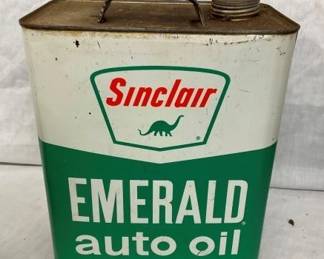 Sinclair
®
EMERALD®
auto oil